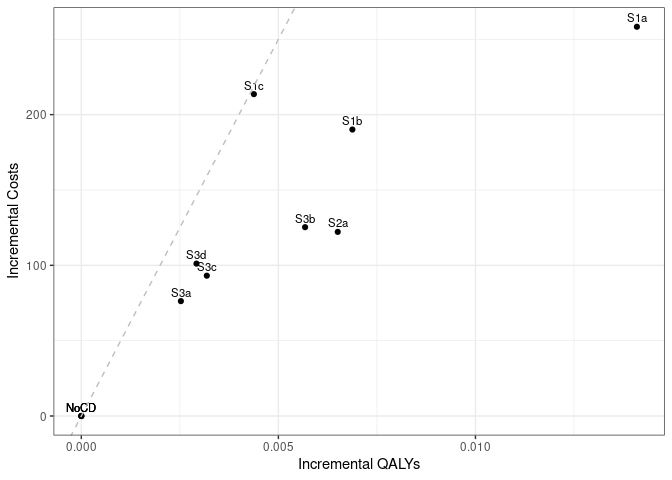 S1a
S1c
200
S1b
S3b
S2a
S3d
S3c
100
S3a
NoCD
0
0.000
0.005
0.010
Incremental QALYs
Incremental Costs